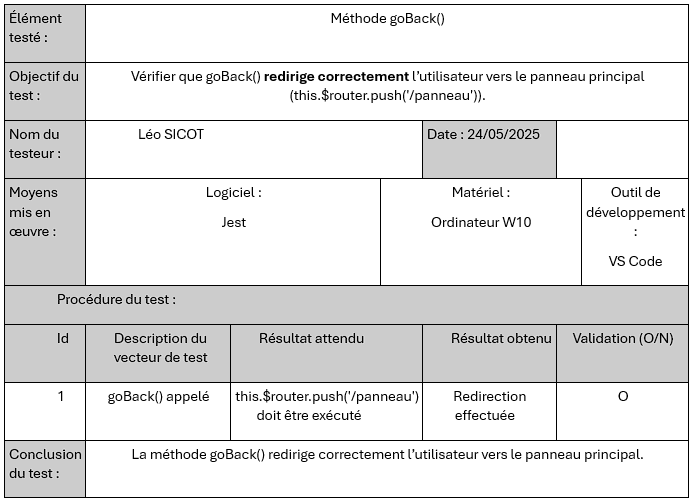 Élément
testé :
Méthode goBack()
Objectif du
test :
Vérifier que goBack() redirige correctement l’utilisateur vers le panneau principal
(this.$router.push('/panneau')).
Nom du
testeur :
Léo SICOT
Date : 24/05/2025
Moyens
mis en
œuvre :
Logiciel :
Jest
Matériel :
Ordinateur W10
Outil de
développement
:
VS Code
Procédure du test :
Id
Description du
vecteur de test
Résultat attendu
Résultat obtenu
Validation (O/N)
1
goBack() appelé
this.$router.push('/panneau')
doit être exécuté
Redirection
effectuée
O
Conclusion
du test :
La méthode goBack() redirige correctement l’utilisateur vers le panneau principal.